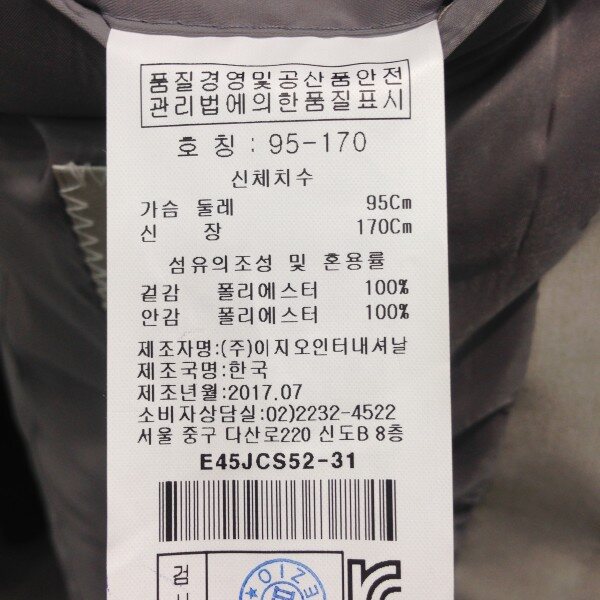 품질경영및공산품안전
관리법에의한품질표시
호 칭 : 95-170
신체치수
가슴 둘레 95Cm
신 장 170Cm
섬유의조성 및 혼용률
겉감 폴리에스터 100%
안감 폴리에스터 100%
제조자명:(주)이지오인터내셔날
제조국명:한국
제조년월:2017.07
소비자상담실:02)2232-4522
서울 중구 다산로220 신도B 8층
E45JCS52-31
검